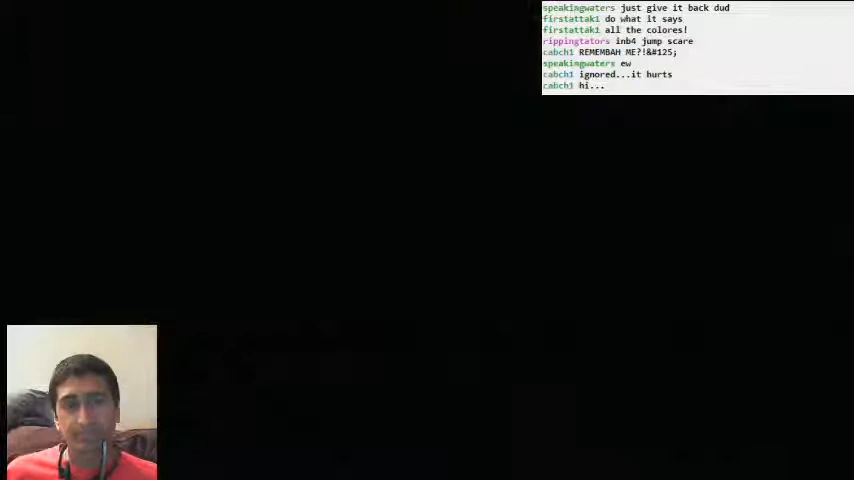 speakingwaters just give it back dud
firstattak1 do what it says
firstattak1 all the colores!
rippingtators inb4 jump scare
cabch1 REMEMBAH ME?!&#125;
speakingwaters ew
cabch1 ignored...it hurts
cabch1 hi...